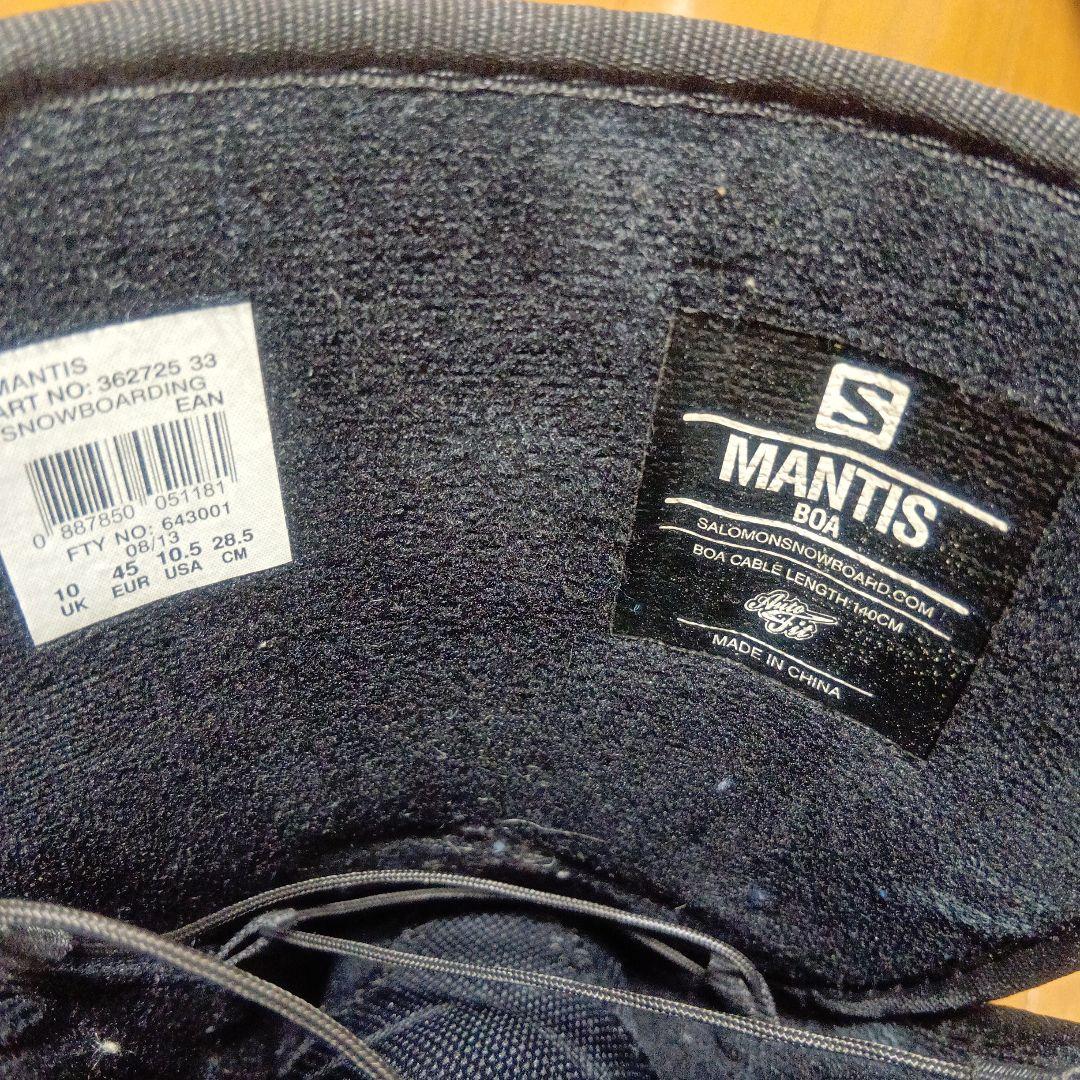 MANTIS
ART NO: 362725 33
SNOWBOARDING
EAN
0 887850 051181
FTY NO: 643001
08/13
10 45 10.5 28.5
UK EUR USA CM
S
MANTIS
BOA
SALOMONSNOWBOARD.COM
BOA CABLE LENGTH:140CM
Auto Fit
MADE IN CHINA